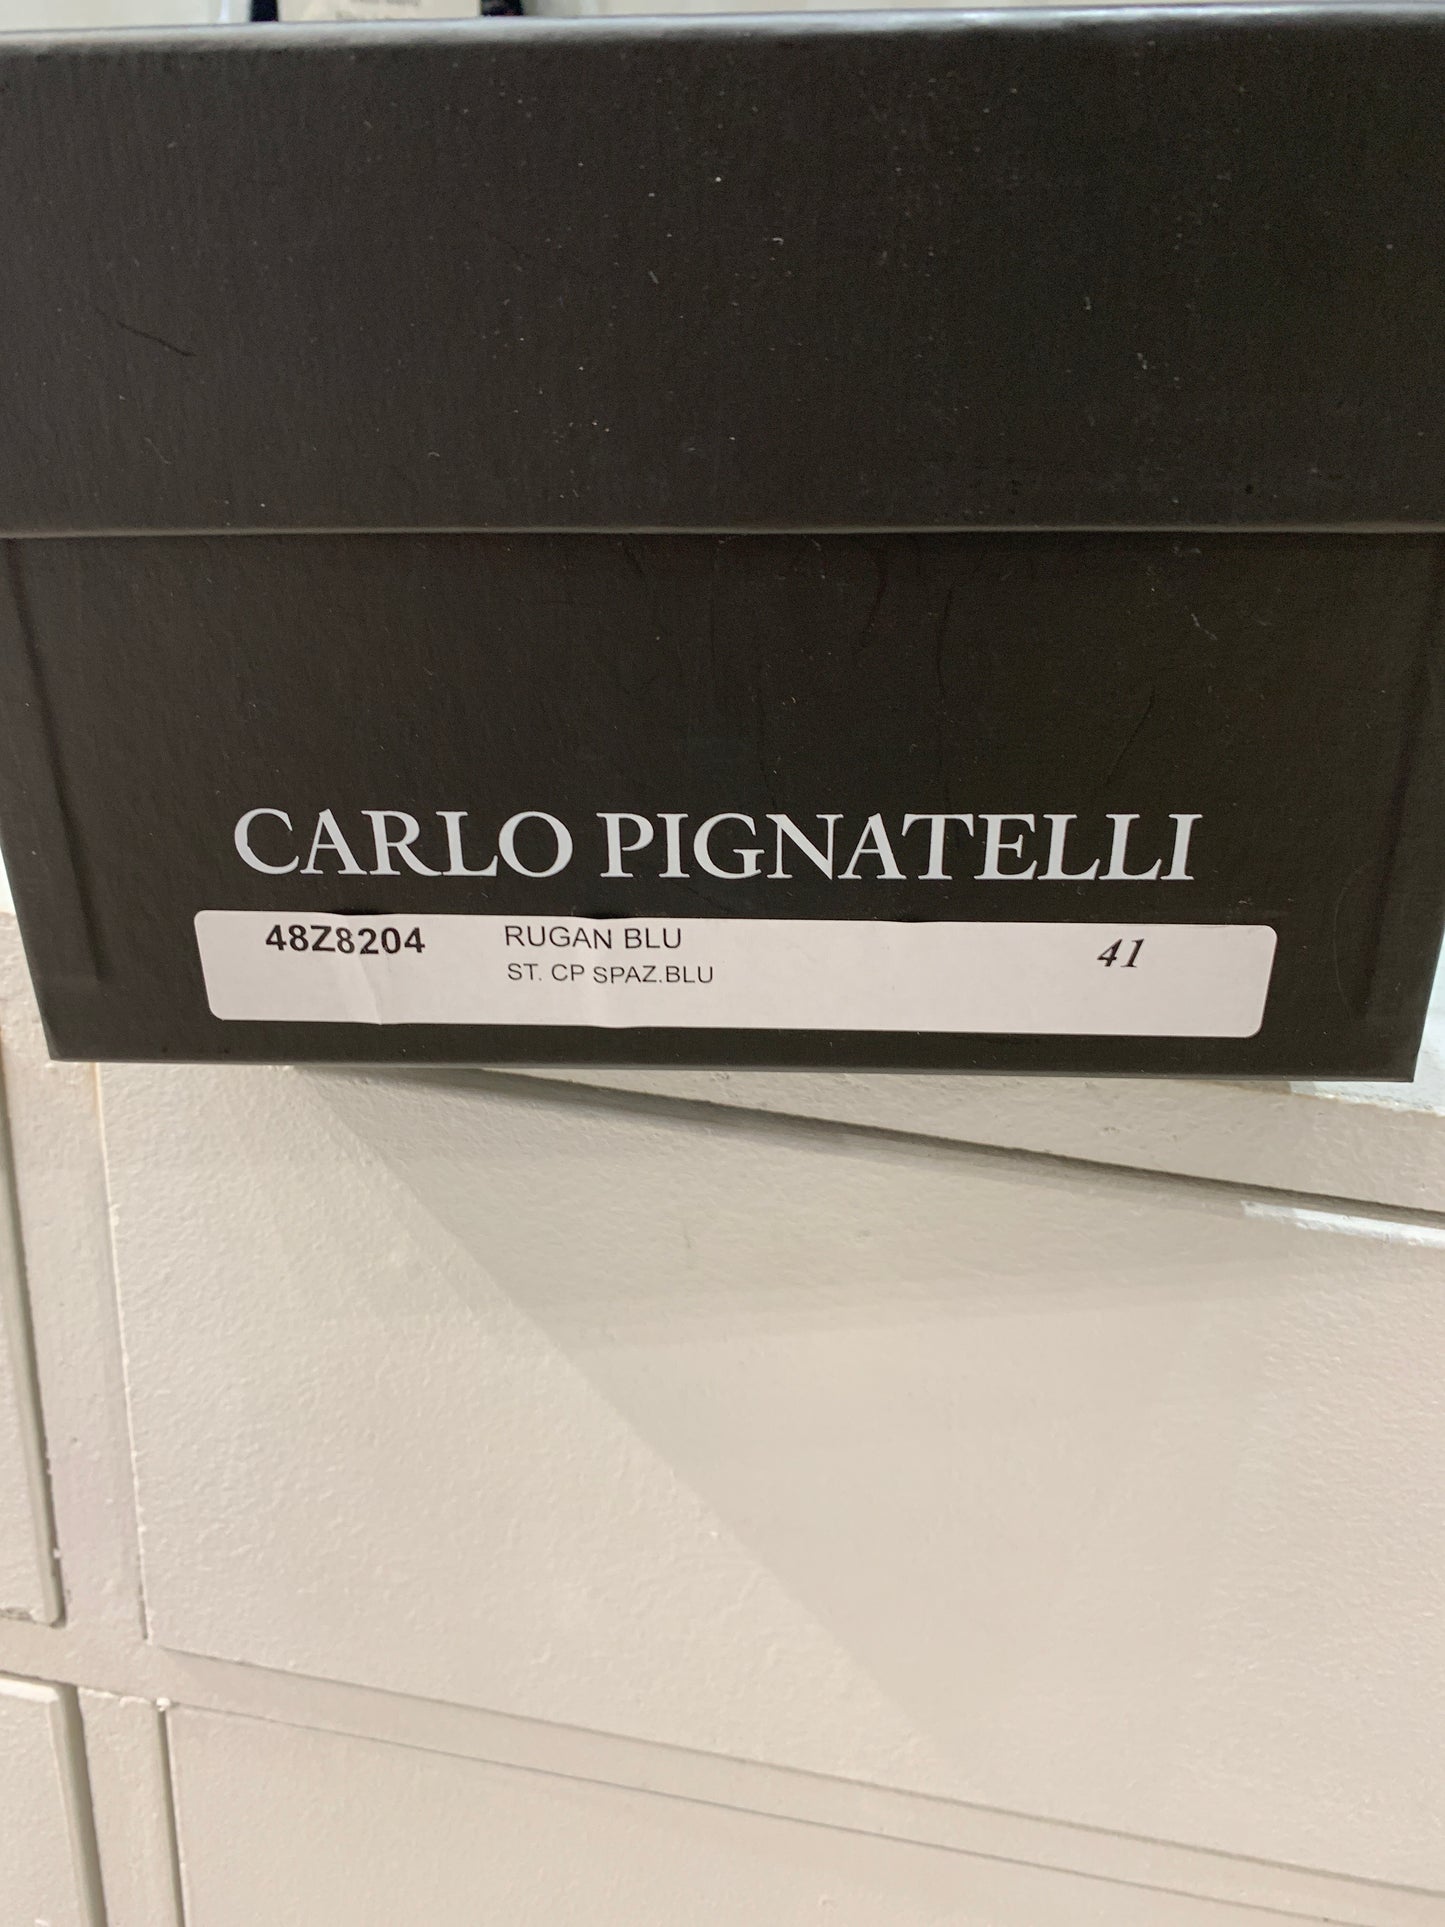 CARLO PIGNATELLI
48Z8204 RUGAN BLU 41
ST. CP SPAZ.BLU